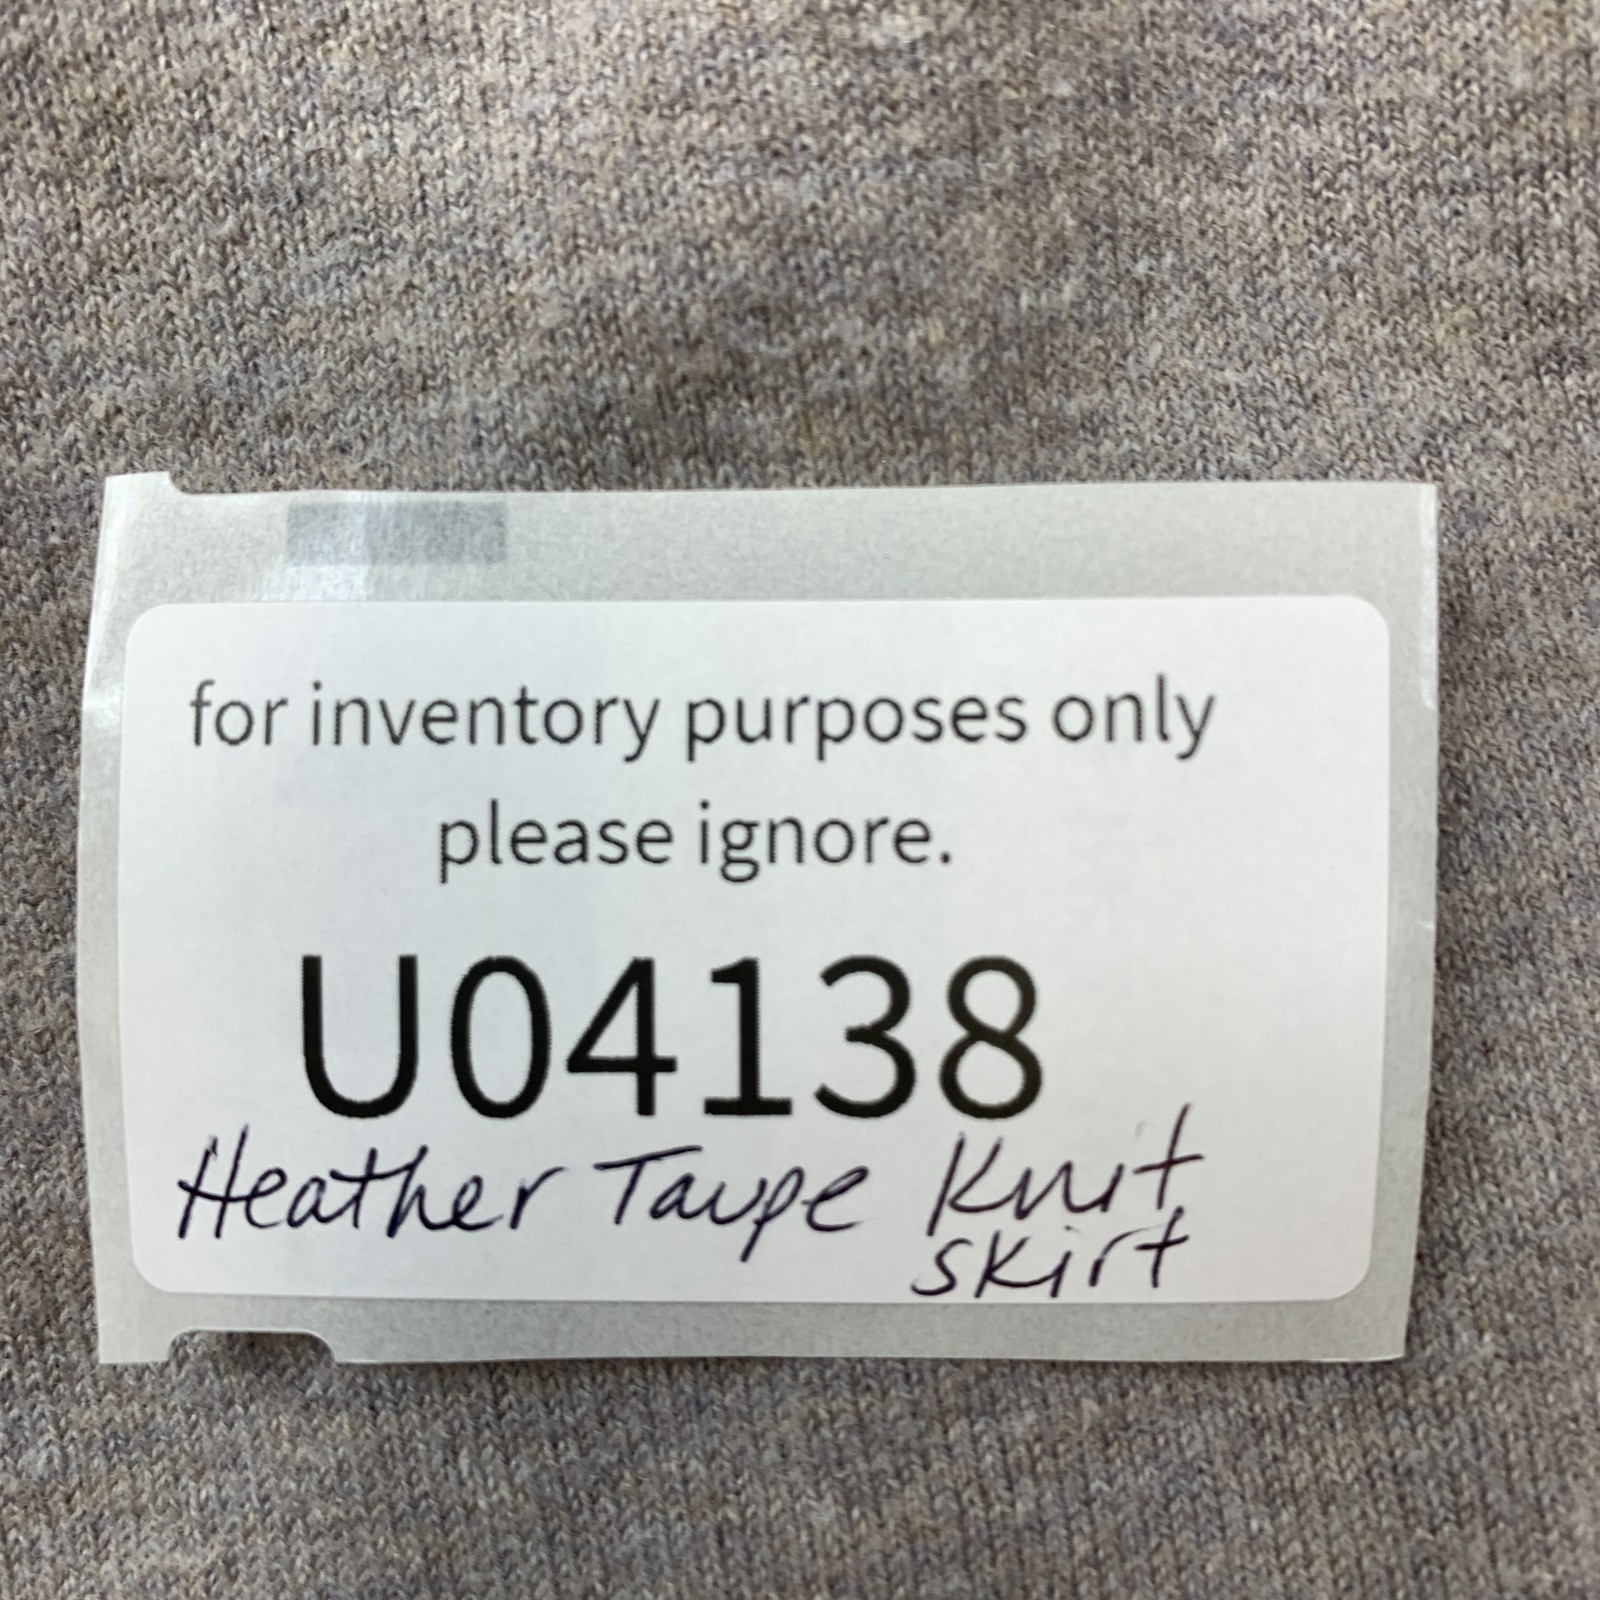 for inventory purposes only
please ignore.
U04138
Heather Taupe Knit
skirt